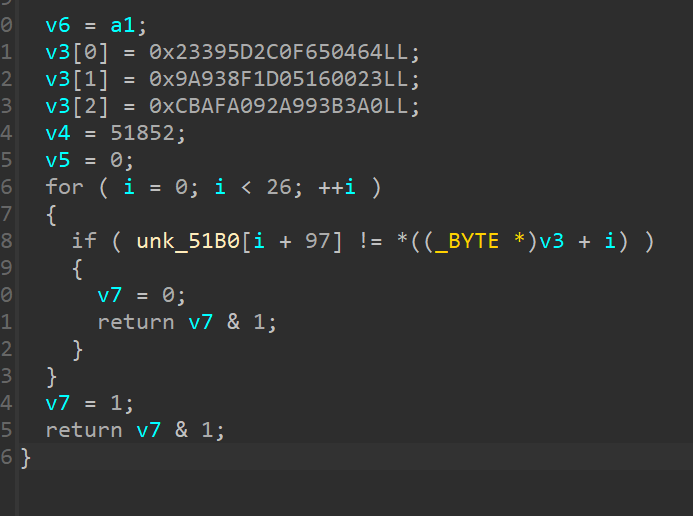 0 v6 = a1;
1 v3[0] = 0x23395D2C0F650464LL;
2 v3[1] = 0x9A938F1D05160023LL;
3 v3[2] = 0xCBAFA092A993B3A0LL;
4 v4 = 51852;
5 v5 = 0;
6 for ( i = 0; i < 26; ++i )
7 {
8 if ( unk_51B0[i + 97] != *((_BYTE *)v3 + i) )
9 {
0 v7 = 0;
1 return v7 & 1;
2 }
3 }
4 v7 = 1;
5 return v7 & 1;
6 }